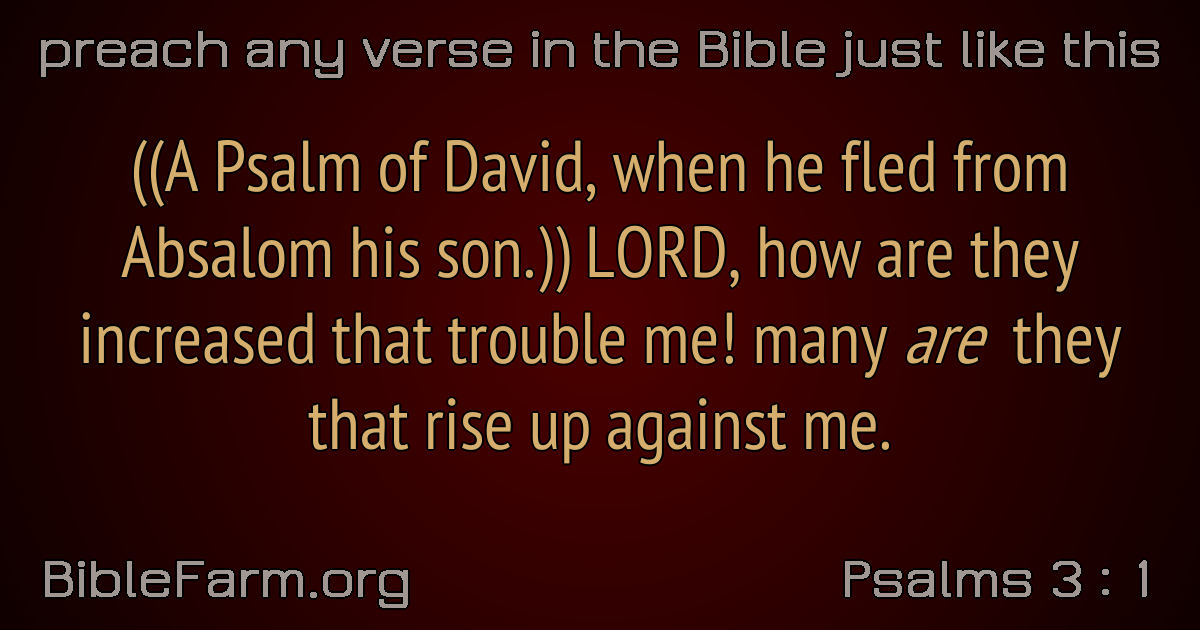 preach any verse in the Bible just like this
((A Psalm of David, when he fled from
Absalom his son.)) LORD, how are they
increased that trouble me! many are they
that rise up against me.
BibleFarm.org
Psalms 3 : 1